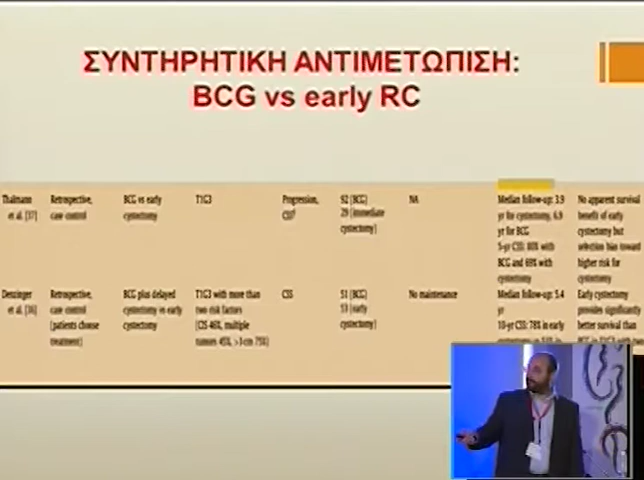 ΣΥΝΤΗΡΗΤΙΚΗ ΑΝΤΙΜΕΤΩΠΙΣΗ:
BCG vs early RC
Thalmann
et al. [37]
Retrospective,
case control
BCG vs early
cystectomy
T1G3
Progression,
92 (BCG)
29 (immediate
cystectomy)
NA
Median follow-up: 3.9
yr for cystectomy, 6.9
yr for BCG
5-yr CSS: 80% with
BCG and 69% with
cystectomy
No apparent survival
benefit of early
cystectomy but
selection bias toward
higher risk for
cystectomy
Denzinger
et al. [36]
Retrospective,
case control
(patients choose
treatment)
BCG plus delayed
cystectomy vs early
cystectomy
T1G3 with more than
two risk factors
(CIS 46%, multiple
tumors 45%, >3-cm 75%)
CSS
51 (BCG)
53 (early
cystectomy)
No maintenance
Median follow-up: 5.4
yr
10-yr CSS: 78% in early
Early cystectomy
provides significantly
better survival than